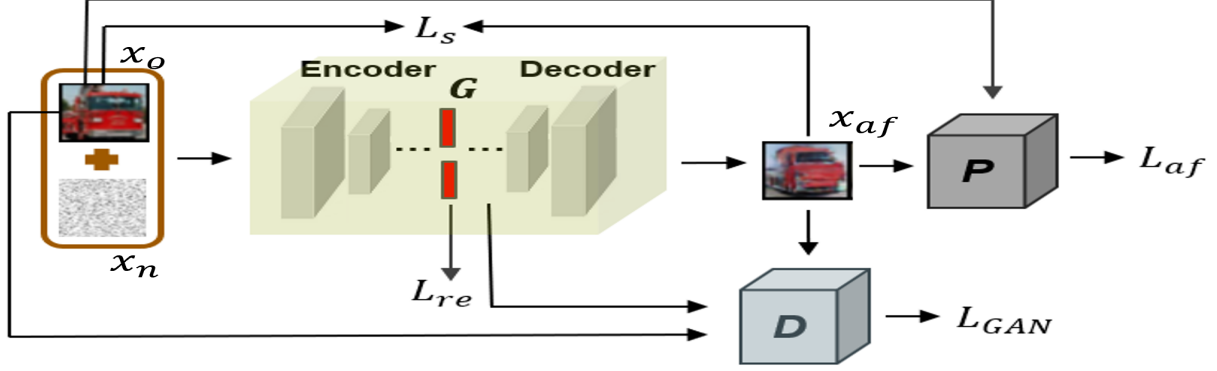 L_s
x_o
Encoder
Decoder
G
x_af
P
L_af
x_n
L_re
D
L_GAN